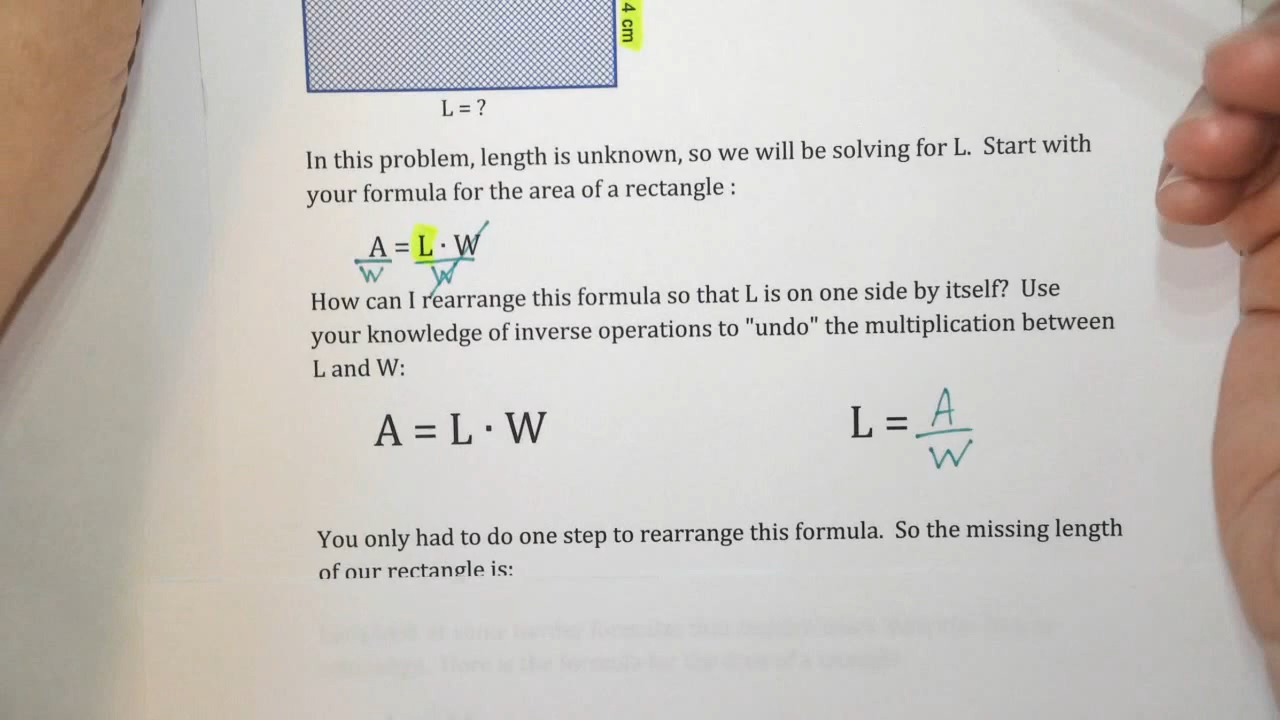 4 cm
L = ?
In this problem, length is unknown, so we will be solving for L. Start with
your formula for the area of a rectangle :
A = L · W
W W
How can I rearrange this formula so that L is on one side by itself? Use
your knowledge of inverse operations to "undo" the multiplication between
L and W:
A = L · W
L = A
W
You only had to do one step to rearrange this formula. So the missing length
of our rectangle is: